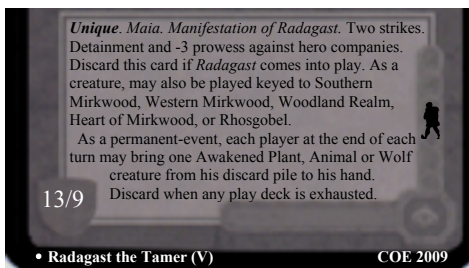 Unique. Maia. Manifestation of Radagast. Two strikes.
Detainment and -3 prowess against hero companies.
Discard this card if Radagast comes into play. As a
creature, may also be played keyed to Southern
Mirkwood, Western Mirkwood, Woodland Realm,
Heart of Mirkwood, or Rhosgobel.
As a permanent-event, each player at the end of each
turn may bring one Awakened Plant, Animal or Wolf
creature from his discard pile to his hand.
Discard when any play deck is exhausted.
13/9
• Radagast the Tamer (V) COE 2009